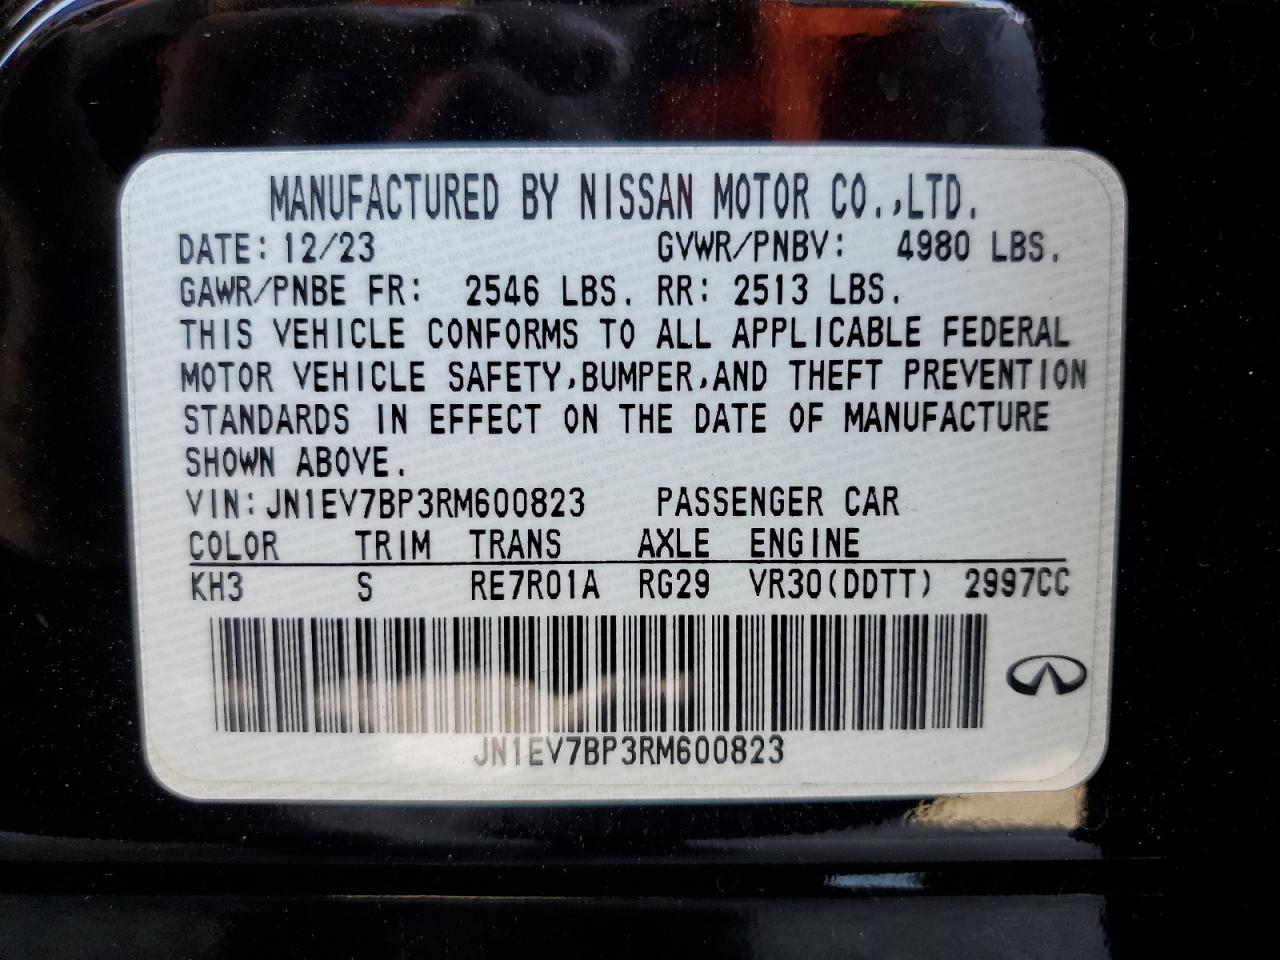 MANUFACTURED BY NISSAN MOTOR CO.,LTD.
DATE: 12/23 GVWR/PNBV: 4980 LBS.
GAWR/PNBE FR: 2546 LBS. RR: 2513 LBS.
THIS VEHICLE CONFORMS TO ALL APPLICABLE FEDERAL
MOTOR VEHICLE SAFETY,BUMPER,AND THEFT PREVENTION
STANDARDS IN EFFECT ON THE DATE OF MANUFACTURE
SHOWN ABOVE.
VIN:JN1EV7BP3RM600823 PASSENGER CAR
COLOR TRIM TRANS AXLE ENGINE
KH3 S RE7R01A RG29 VR30(DDTT) 2997CC
JN1EV7BP3RM600823